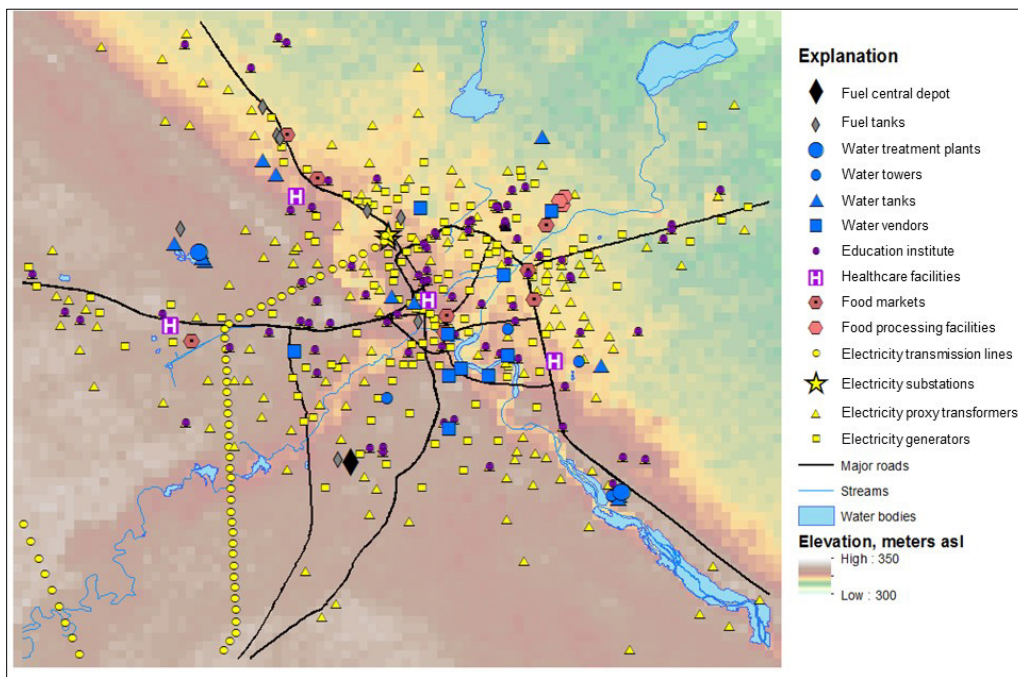 Explanation
Fuel central depot
Fuel tanks
Water treatment plants
Water towers
Water tanks
Water vendors
Education institute
H Healthcare facilities
Food markets
Food processing facilities
Electricity transmission lines
Electricity substations
Electricity proxy transformers
Electricity generators
Major roads
Streams
Water bodies
Elevation, meters asl
High : 350
Low : 300
H
H
H
H